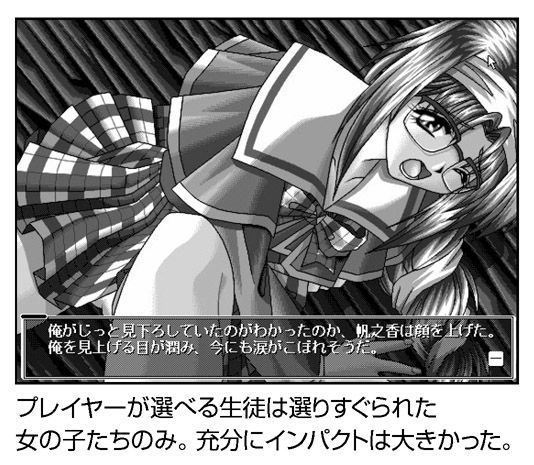 俺がじっと見下ろしていたのがわかったのか、帆之香は顔を上げた。
俺を見上げる目が潤み、今にも涙がこぼれそうだ。
プレイヤーが選べる生徒は選りすぐられた
女の子たちのみ。充分にインパクトは大きかった。